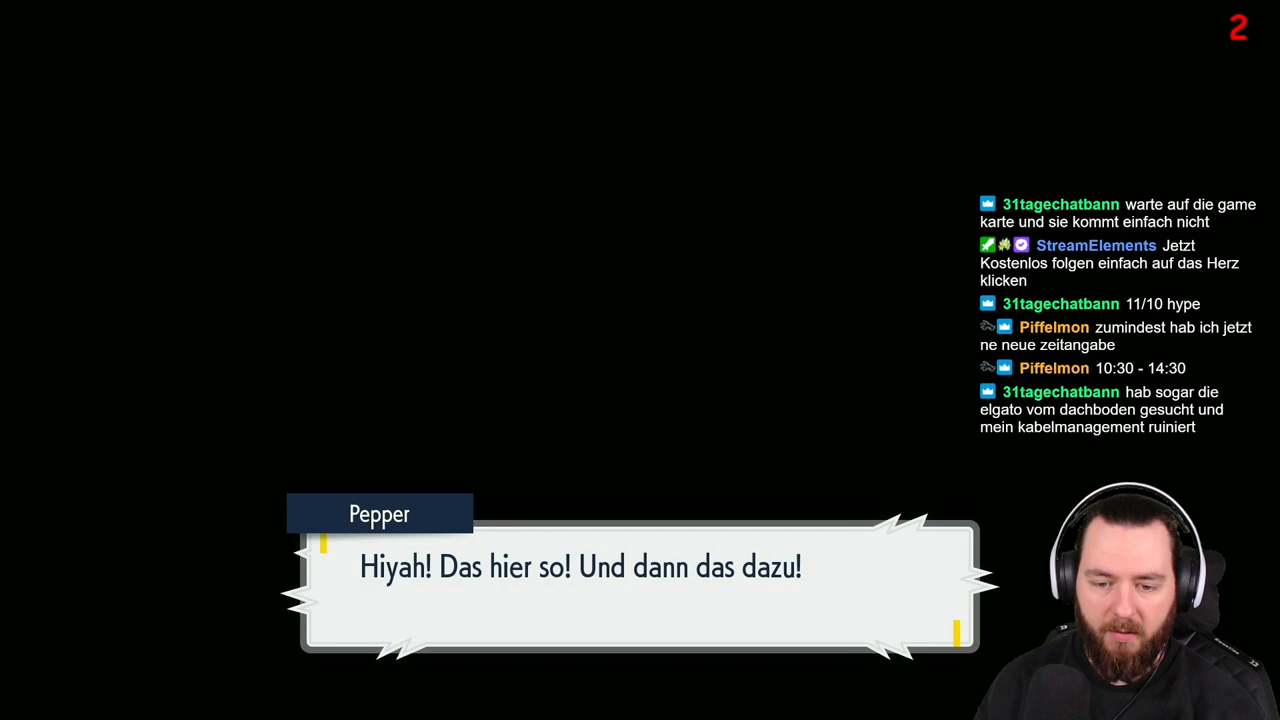 2
31tagechatbann warte auf die game
karte und sie kommt einfach nicht
StreamElements Jetzt
Kostenlos folgen einfach auf das Herz
klicken
31tagechatbann 11/10 hype
Piffelmon zumindest hab ich jetzt
ne neue zeitangabe
Piffelmon 10:30 - 14:30
31tagechatbann hab sogar die
elgato vom dachboden gesucht und
mein kabelmanagement ruiniert
Pepper
Hiyah! Das hier so! Und dann das dazu!